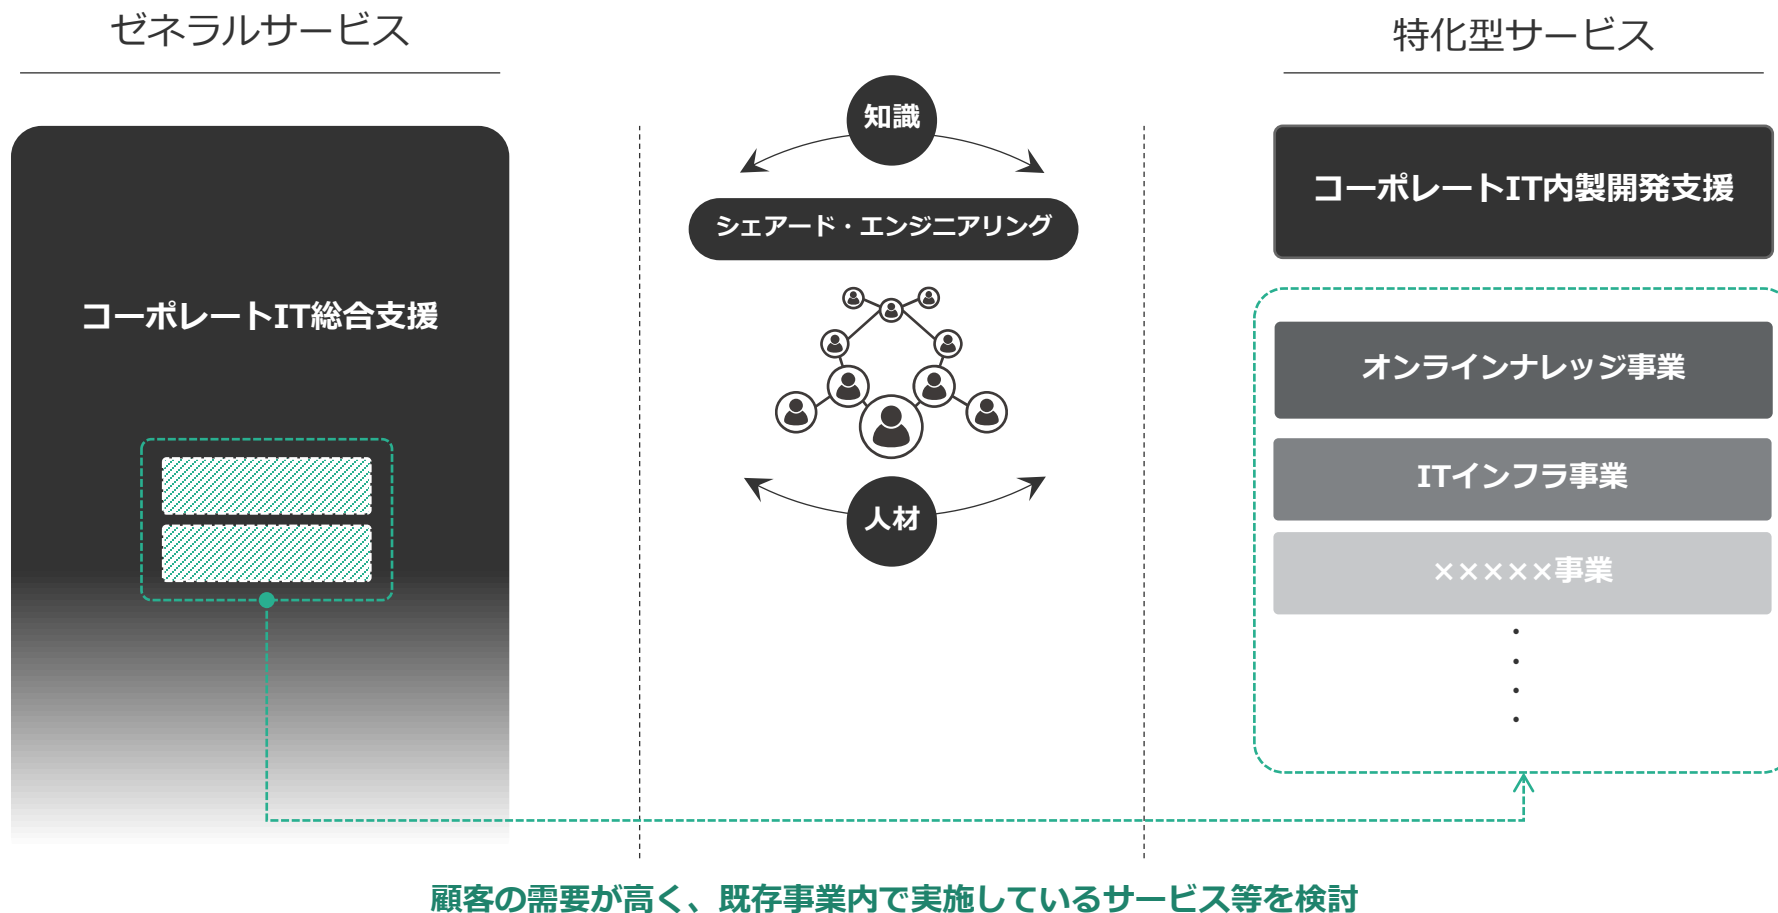 ゼネラルサービス
コーポレートIT総合支援
知識
シェアード・エンジニアリング
人材
特化型サービス
コーポレートIT内製開発支援
オンラインナレッジ事業
ITインフラ事業
×××××事業
・
・
・
・
顧客の需要が高く、既存事業内で実施しているサービス等を検討